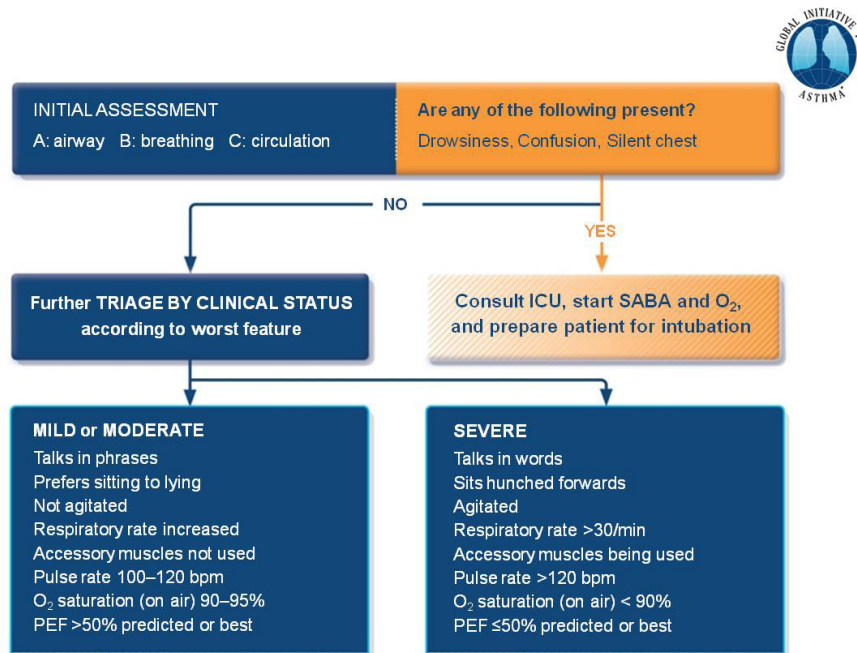 GLOBAL INITIATIVE
ASTHMA
INITIAL ASSESSMENT
A: airway B: breathing C: circulation
Are any of the following present?
Drowsiness, Confusion, Silent chest
NO
YES
Further TRIAGE BY CLINICAL STATUS
according to worst feature
Consult ICU, start SABA and O₂,
and prepare patient for intubation
MILD or MODERATE
Talks in phrases
Prefers sitting to lying
Not agitated
Respiratory rate increased
Accessory muscles not used
Pulse rate 100–120 bpm
O₂ saturation (on air) 90–95%
PEF >50% predicted or best
SEVERE
Talks in words
Sits hunched forwards
Agitated
Respiratory rate >30/min
Accessory muscles being used
Pulse rate >120 bpm
O₂ saturation (on air) < 90%
PEF ≤50% predicted or best